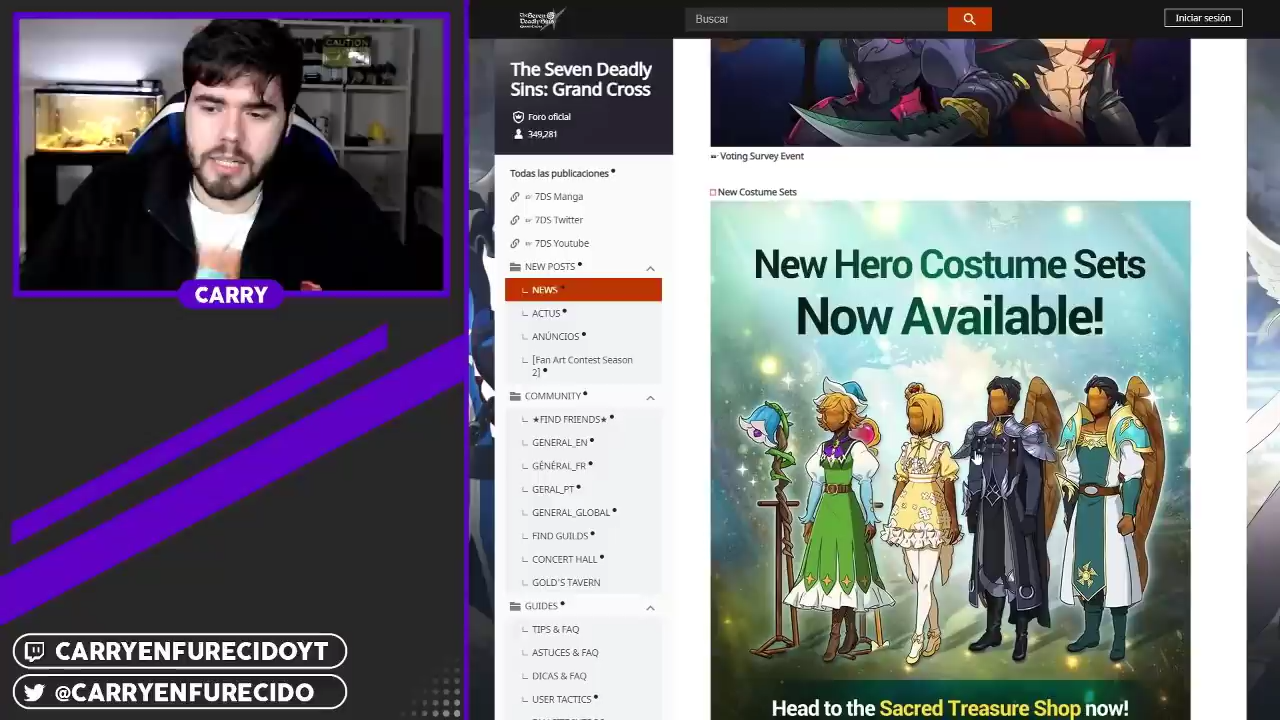 CAUTION
CARRY
CARRYENFURECIDOYT
@CARRYENFURECIDO
Buscar
Iniciar sesión
The Seven Deadly
Sins: Grand Cross
Foro oficial
349,281
Todas las publicaciones
7DS Manga
7DS Twitter
7DS Youtube
NEW POSTS
NEWS
ACTUS
ANÚNCIOS
[Fan Art Contest Season
2]
COMMUNITY
★FIND FRIENDS★
GENERAL_EN
GÉNÉRAL_FR
GERAL_PT
GENERAL_GLOBAL
FIND GUILDS
CONCERT HALL
GOLD`S TAVERN
GUIDES
TIPS & FAQ
ASTUCES & FAQ
DICAS & FAQ
USER TACTICS
Voting Survey Event
New Costume Sets
New Hero Costume Sets
Now Available!
Head to the Sacred Treasure Shop now!